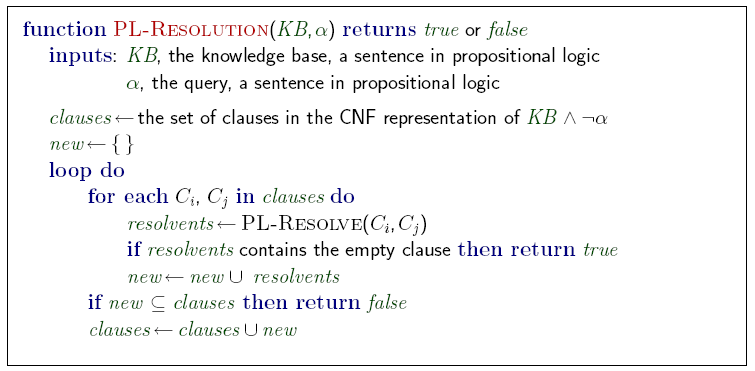 function PL-RESOLUTION(KB, α) returns true or false
inputs: KB, the knowledge base, a sentence in propositional logic
α, the query, a sentence in propositional logic
clauses ← the set of clauses in the CNF representation of KB ∧ ¬α
new ← { }
loop do
for each Cᵢ, Cⱼ in clauses do
resolvents ← PL-RESOLVE(Cᵢ, Cⱼ)
if resolvents contains the empty clause then return true
new ← new ∪ resolvents
if new ⊆ clauses then return false
clauses ← clauses ∪ new